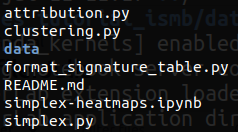 attribution.py
clustering.py
data
format_signature_table.py
README.md
simplex-heatmaps.ipynb
simplex.py